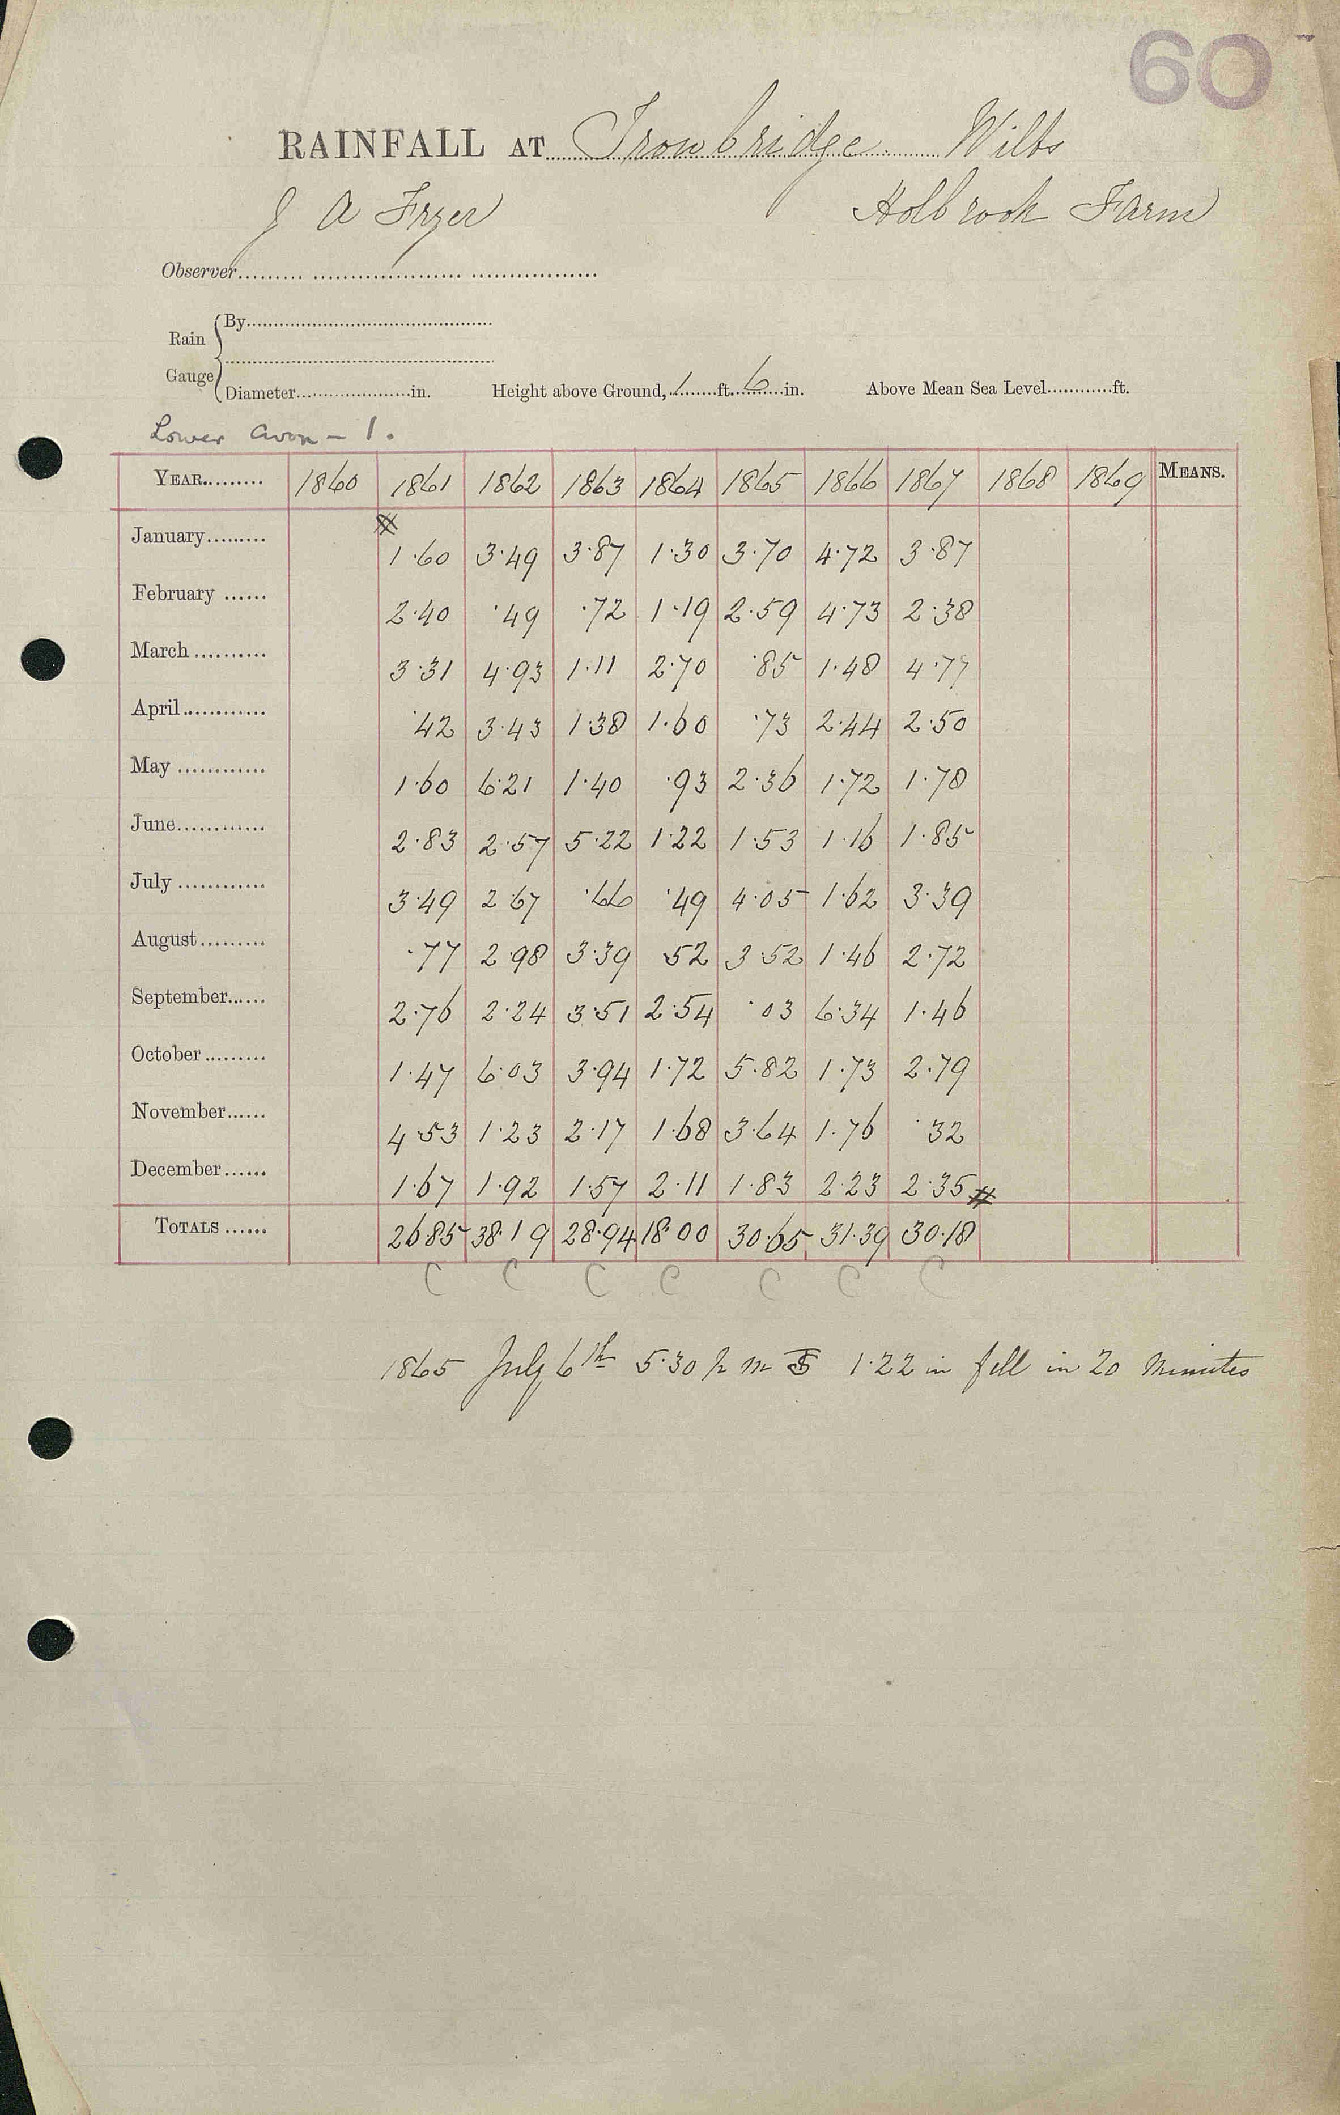 60
RAINFALL AT Trowbridge. Wilts
J A Fryer Holbrook Farm
Observer
By
Rain
Gauge
Diameter in. Height above Ground, 1 ft. 6 in. Above Mean Sea Level ft.
Lower Avon - 1.
YEAR 1860 1861 1862 1863 1864 1865 1866 1867 1868 1869 MEANS.
January 1.60 3.49 3.87 1.30 3.70 4.72 3.87
February 2.40 .49 .72 1.19 2.59 4.73 2.38
March 3.31 4.93 1.11 2.70 .85 1.48 4.77
April .42 3.43 1.38 1.60 .73 2.44 2.50
May 1.60 6.21 1.40 .93 2.36 1.72 1.78
June 2.83 2.57 5.22 1.22 1.53 1.16 1.85
July 3.49 2.67 .66 .49 4.05 1.62 3.39
August .77 2.98 3.39 .52 3.52 1.46 2.72
September 2.76 2.24 3.51 2.54 .03 6.34 1.46
October 1.47 6.03 3.94 1.72 5.82 1.73 2.79
November 4.53 1.23 2.17 1.68 3.64 1.76 .32
December 1.67 1.92 1.57 2.11 1.83 2.23 2.35
TOTALS 26.85 38.19 28.94 18.00 30.65 31.39 30.18
C C C C C C C
1865 July 6th 5.30 p m 1.22 in fell in 20 minutes